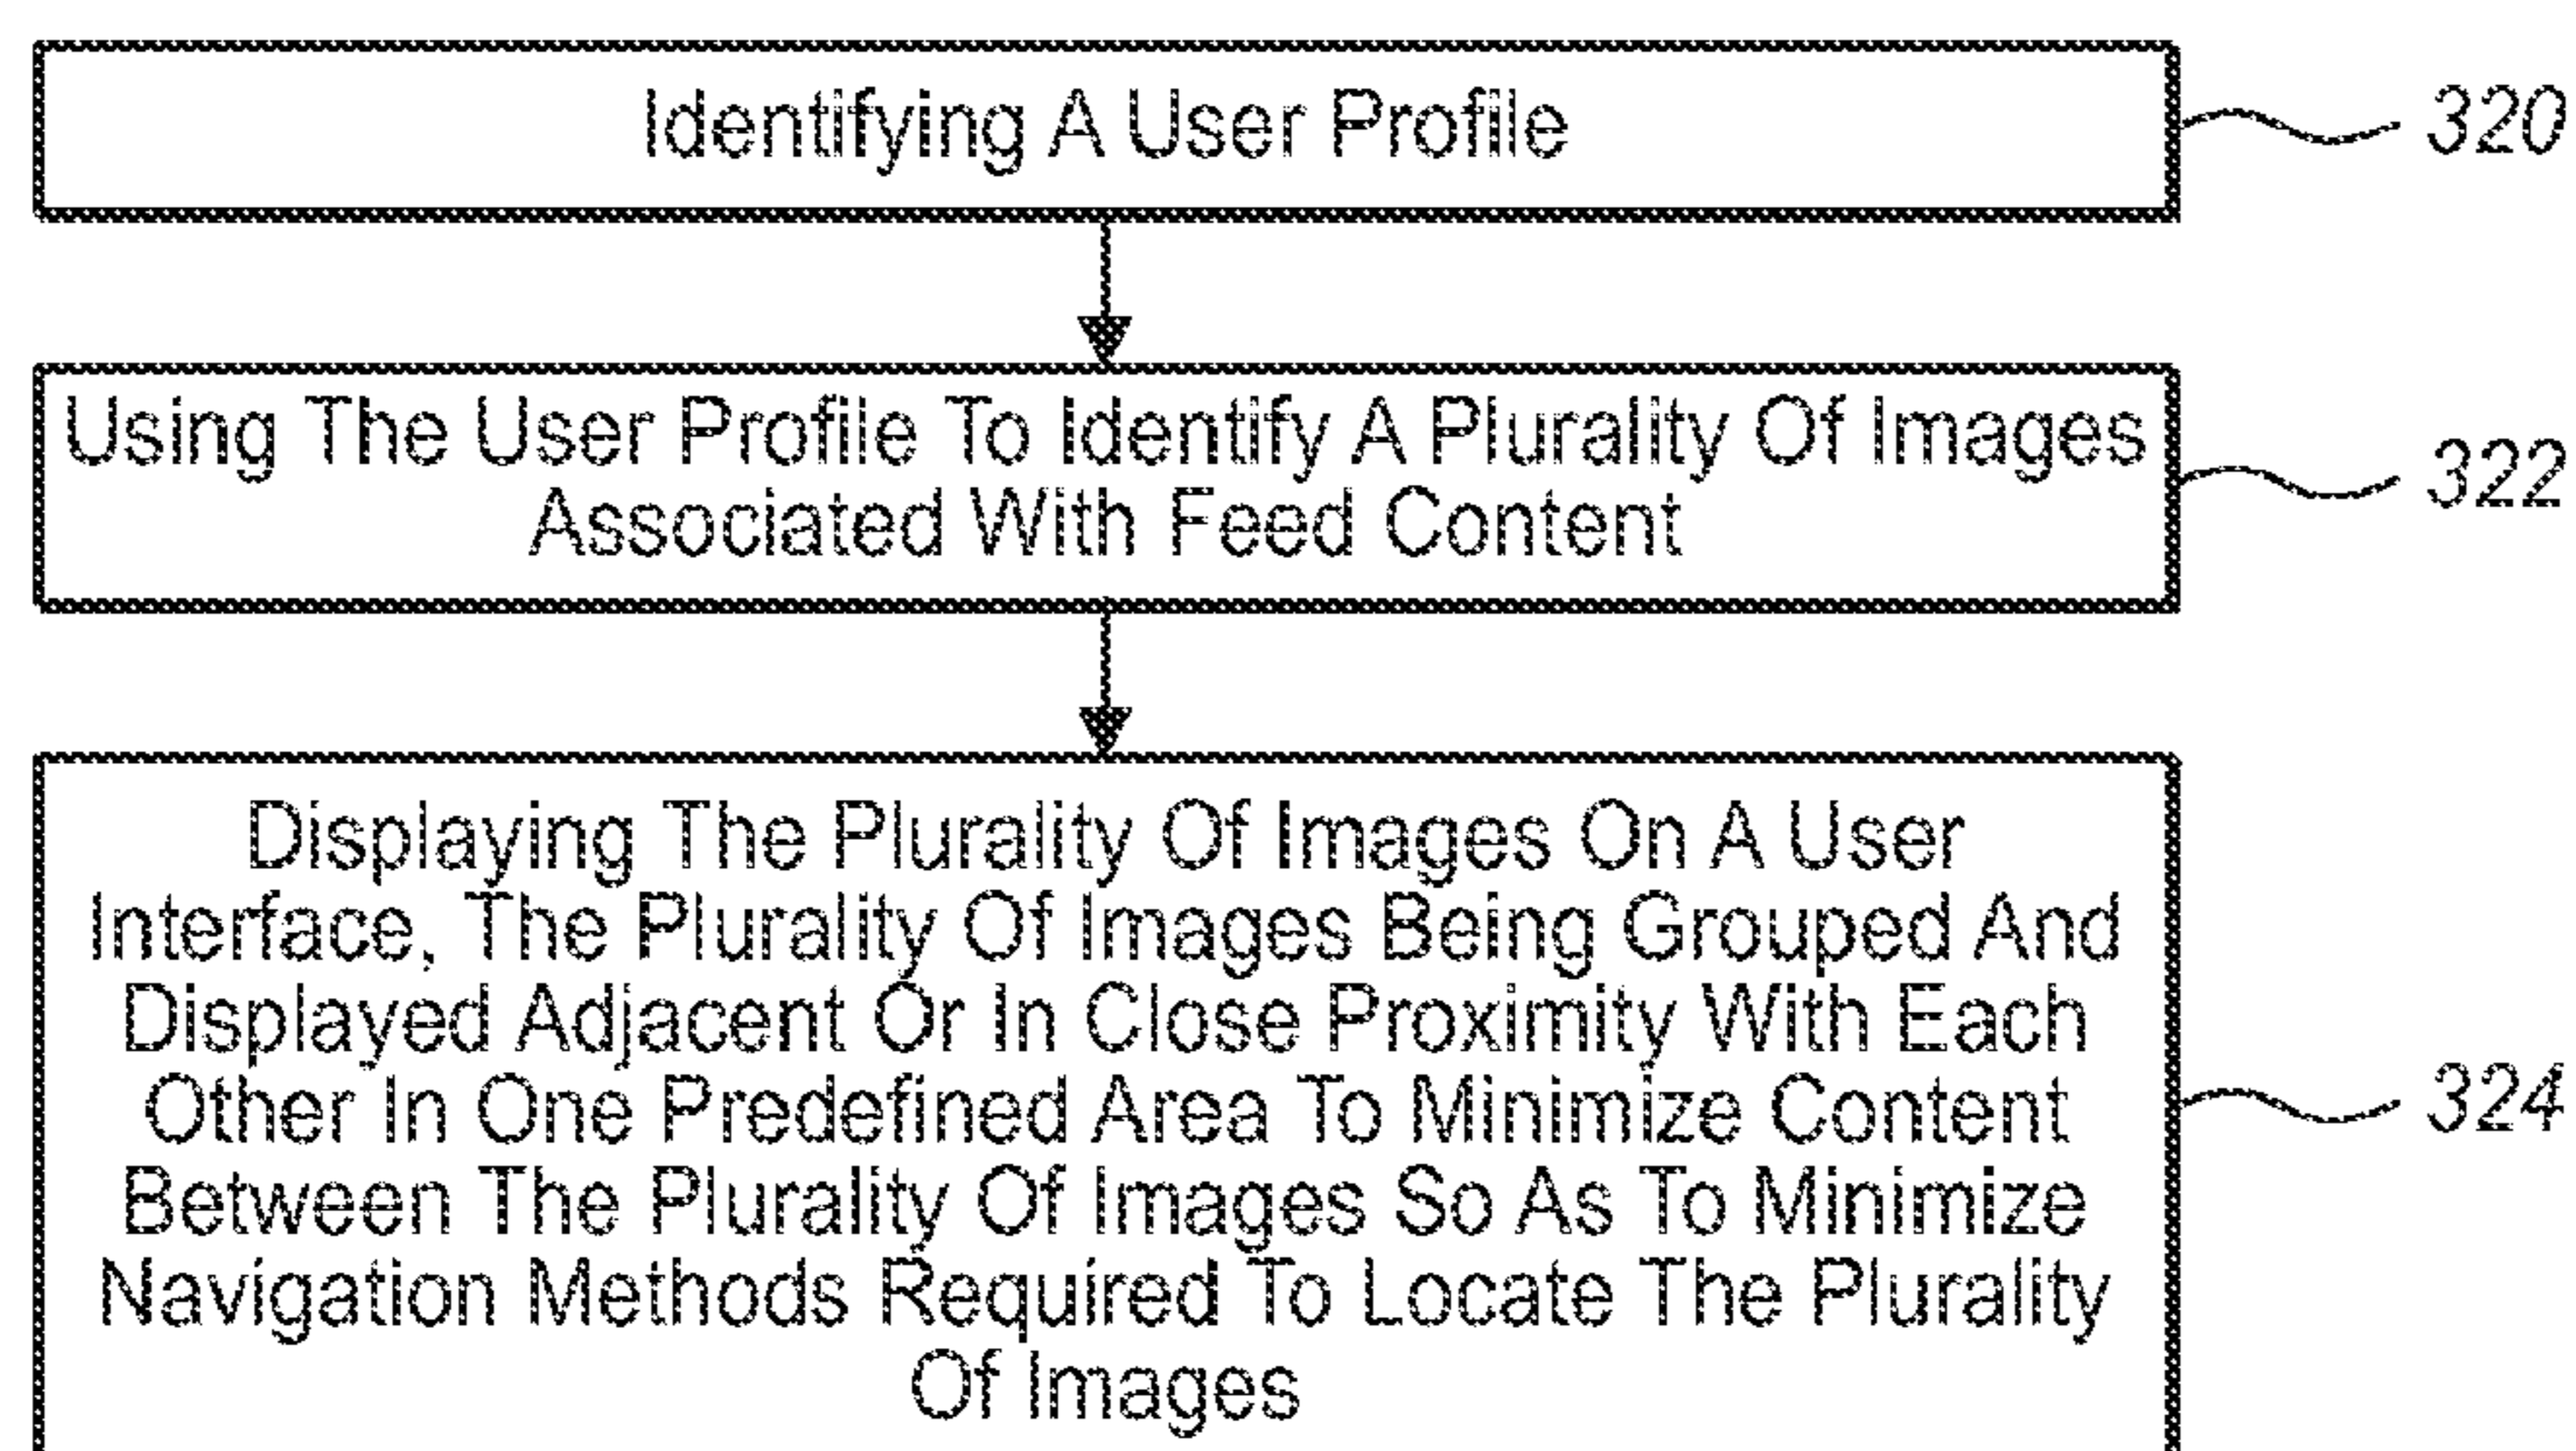 Identifying A User Profile
320
Using The User Profile To Identify A Plurality Of Images
Associated With Feed Content
322
Displaying The Plurality Of Images On A User
Interface, The Plurality Of Images Being Grouped And
Displayed Adjacent Or In Close Proximity With Each
Other In One Predefined Area To Minimize Content
Between The Plurality Of Images So As To Minimize
Navigation Methods Required To Locate The Plurality
Of Images
324